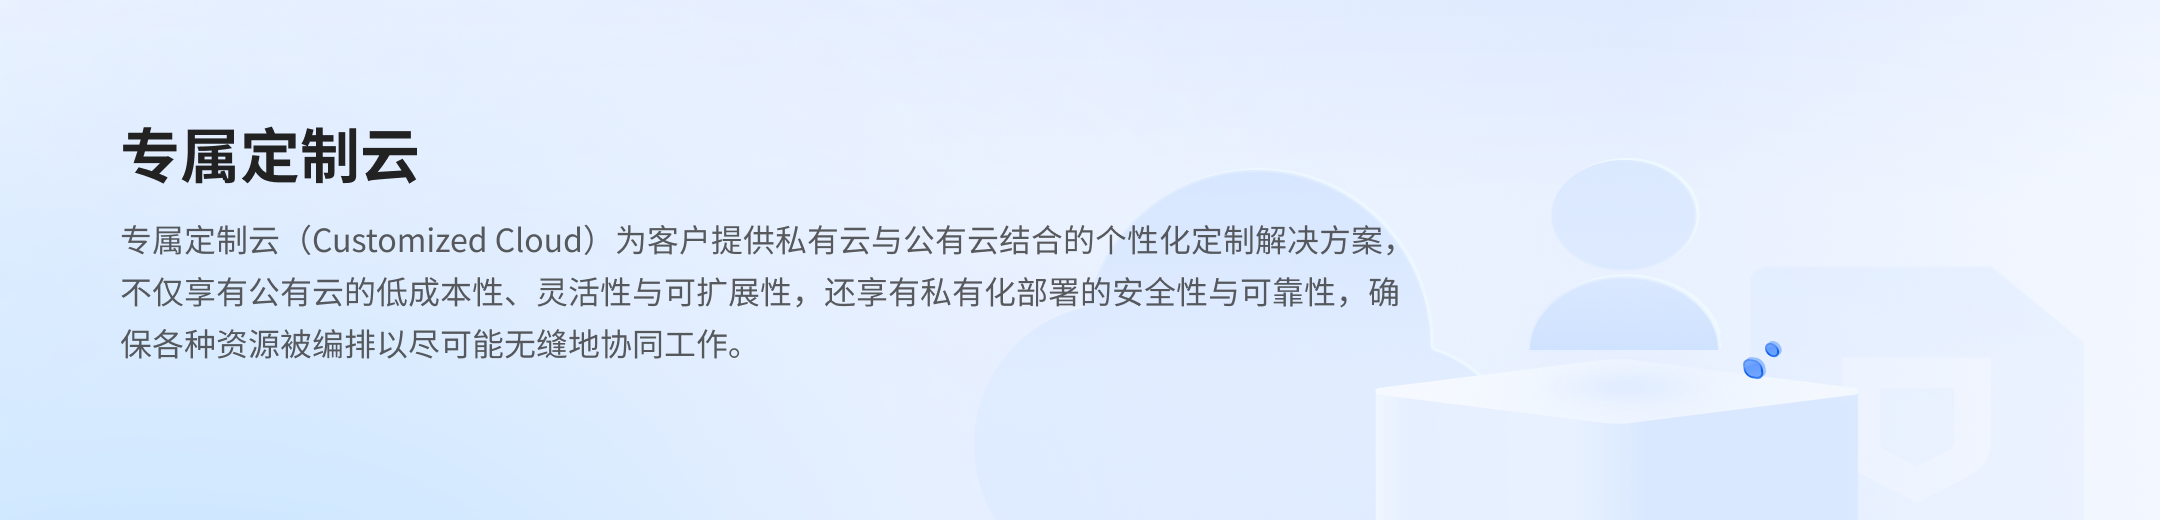 专属定制云
专属定制云（Customized Cloud）为客户提供私有云与公有云结合的个性化定制解决方案，
不仅享有公有云的低成本性、灵活性与可扩展性，还享有私有化部署的安全性与可靠性，确
保各种资源被编排以尽可能无缝地协同工作。